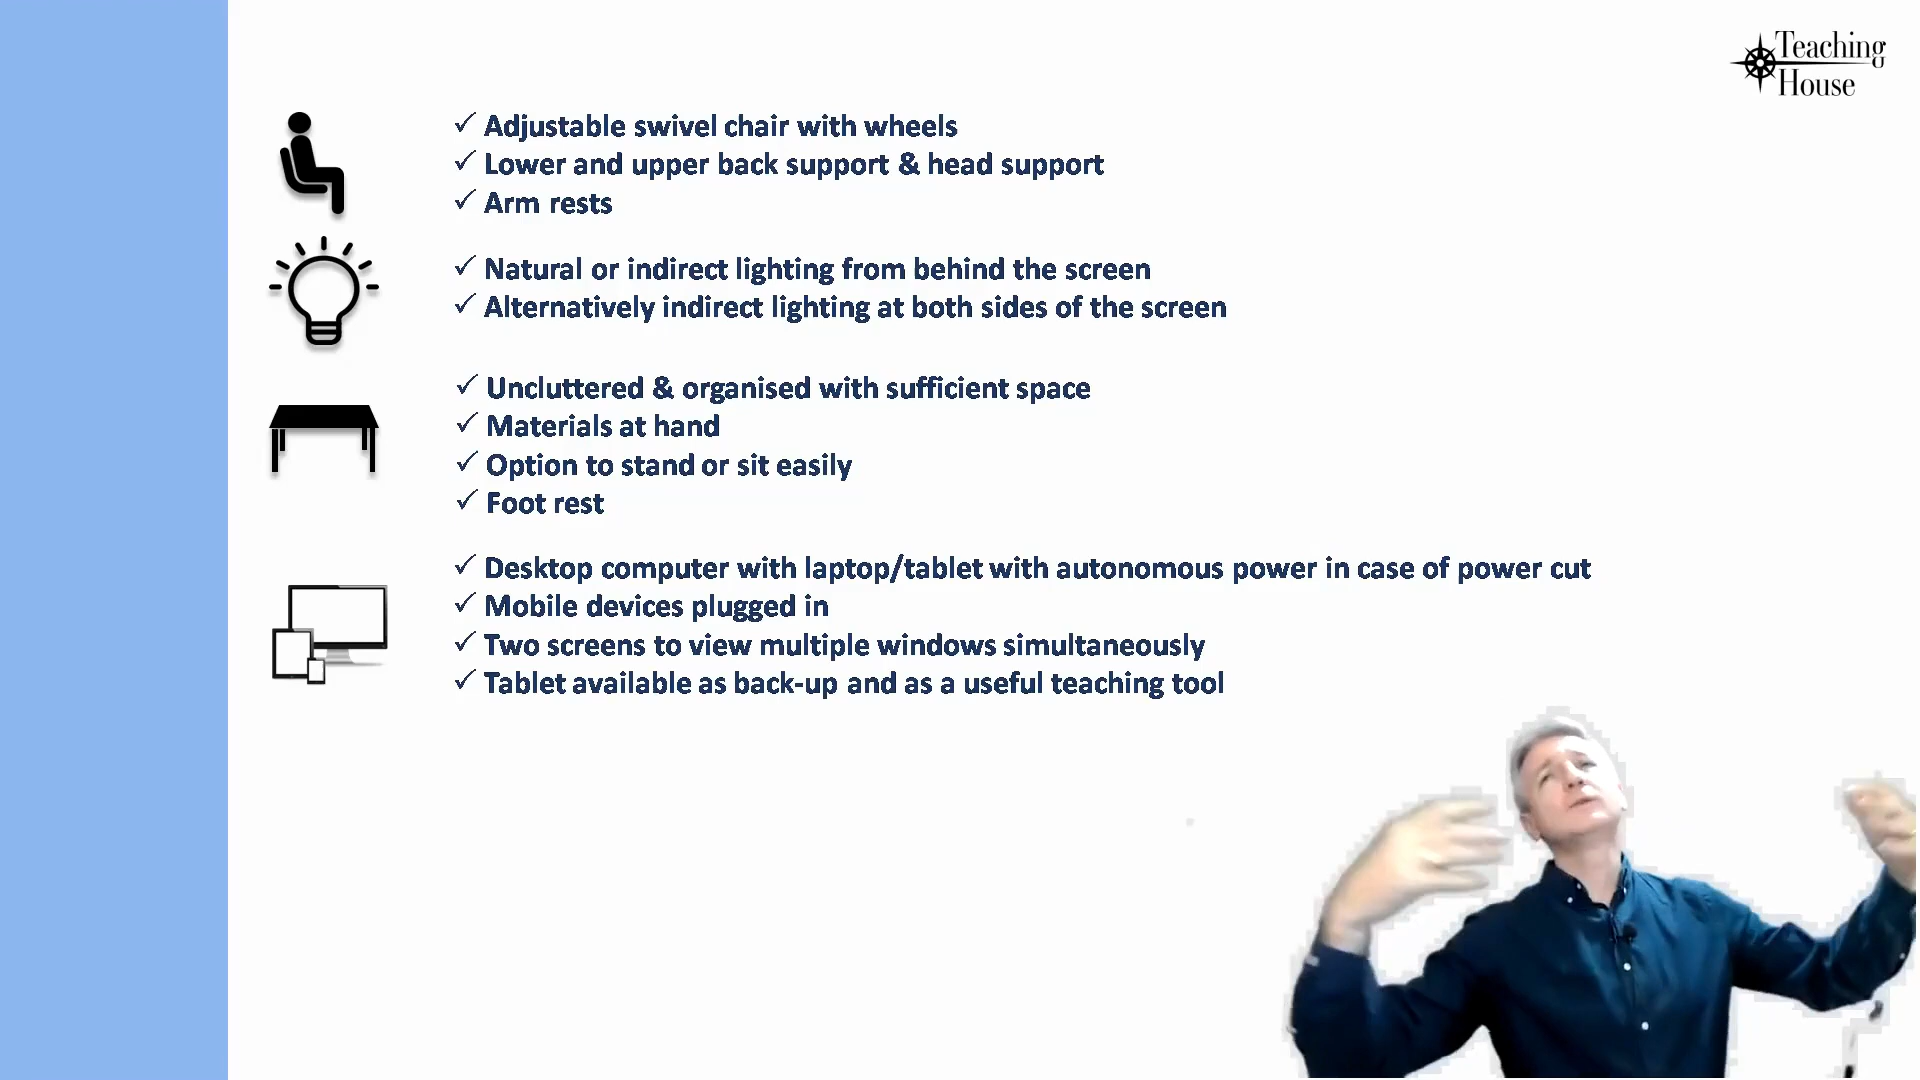 Teaching
House
✓ Adjustable swivel chair with wheels
✓ Lower and upper back support & head support
✓ Arm rests
✓ Natural or indirect lighting from behind the screen
✓ Alternatively indirect lighting at both sides of the screen
✓ Uncluttered & organised with sufficient space
✓ Materials at hand
✓ Option to stand or sit easily
✓ Foot rest
✓ Desktop computer with laptop/tablet with autonomous power in case of power cut
✓ Mobile devices plugged in
✓ Two screens to view multiple windows simultaneously
✓ Tablet available as back-up and as a useful teaching tool